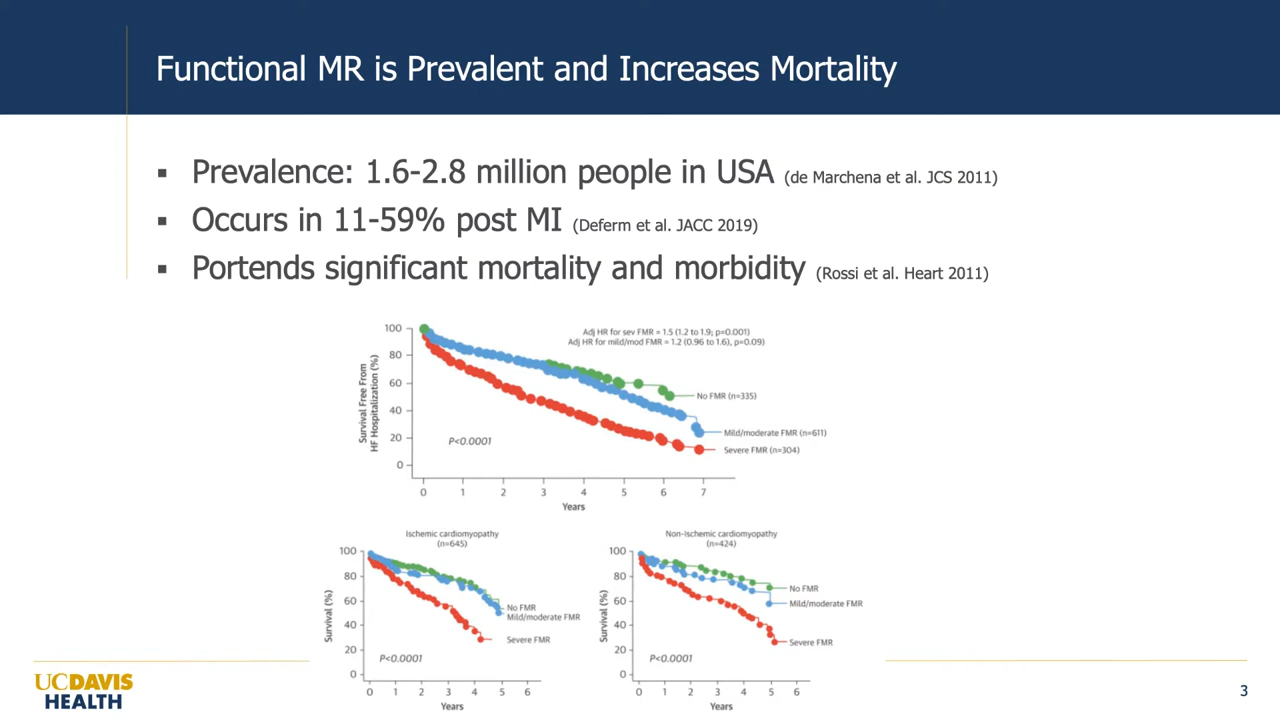 Functional MR is Prevalent and Increases Mortality
▪ Prevalence: 1.6-2.8 million people in USA (de Marchena et al. JCS 2011)
▪ Occurs in 11-59% post MI (Deferm et al. JACC 2019)
▪ Portends significant mortality and morbidity (Rossi et al. Heart 2011)
Adj HR for sev FMR = 1.5 (1.2 to 1.9; p=0.001)
Adj HR for mild/mod FMR = 1.2 (0.96 to 1.6), p=0.09)
Survival Free From
HF Hospitalization (%)
100
80
60
40
20
0
No FMR (n=335)
Mild/moderate FMR (n=611)
Severe FMR (n=304)
P<0.0001
0 1 2 3 4 5 6 7
Years
Ischemic cardiomyopathy
(n=645)
Survival (%)
100
80
60
40
20
0
No FMR
Mild/moderate FMR
Severe FMR
P<0.0001
0 1 2 3 4 5 6
Years
Non-Ischemic cardiomyopathy
(n=424)
Survival (%)
100
80
60
40
20
0
No FMR
Mild/moderate FMR
Severe FMR
P<0.0001
0 1 2 3 4 5 6
Years
UCDAVIS
HEALTH
3